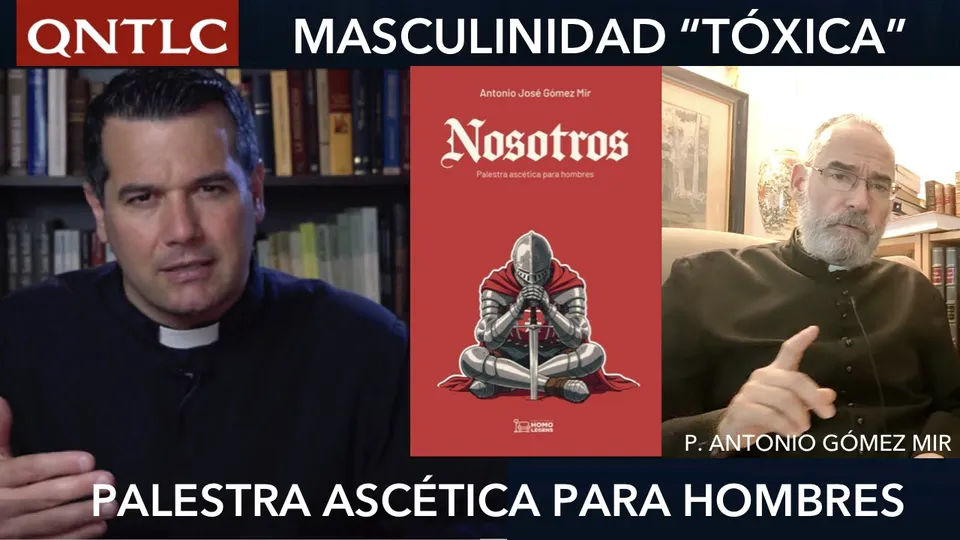 QNTLC
MASCULINIDAD “TÓXICA”
Antonio José Gómez Mir
Nosotros
Palestra ascética para hombres
HOMO
LEGENS
P. ANTONIO GÓMEZ MIR
PALESTRA ASCÉTICA PARA HOMBRES